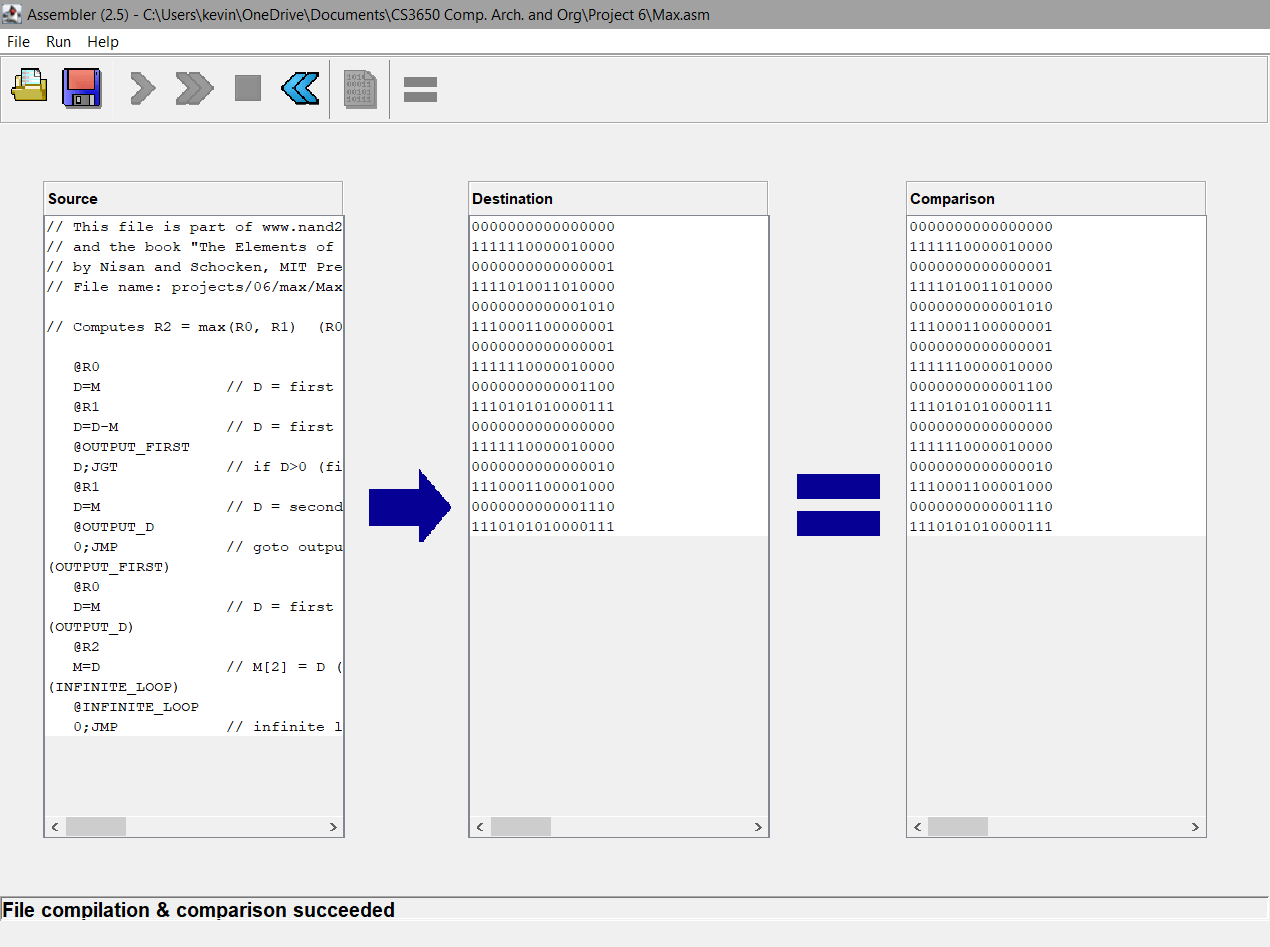 Assembler (2.5) - C:\Users\kevin\OneDrive\Documents\CS3650 Comp. Arch. and Org\Project 6\Max.asm
File Run Help
Source
// This file is part of www.nand2
// and the book "The Elements of
// by Nisan and Schocken, MIT Pre
// File name: projects/06/max/Max
// Computes R2 = max(R0, R1)  (R0
@R0
D=M // D = first
@R1
D=D-M // D = first
@OUTPUT_FIRST
D;JGT // if D>0 (fi
@R1
D=M // D = second
@OUTPUT_D
0;JMP // goto outpu
(OUTPUT_FIRST)
@R0
D=M // D = first
(OUTPUT_D)
@R2
M=D // M[2] = D (
(INFINITE_LOOP)
@INFINITE_LOOP
0;JMP // infinite l
Destination
0000000000000000
1111110000010000
0000000000000001
1111010011010000
0000000000001010
1110001100000001
0000000000000001
1111110000010000
0000000000001100
1110101010000111
0000000000000000
1111110000010000
0000000000000010
1110001100001000
0000000000001110
1110101010000111
Comparison
0000000000000000
1111110000010000
0000000000000001
1111010011010000
0000000000001010
1110001100000001
0000000000000001
1111110000010000
0000000000001100
1110101010000111
0000000000000000
1111110000010000
0000000000000010
1110001100001000
0000000000001110
1110101010000111
File compilation & comparison succeeded